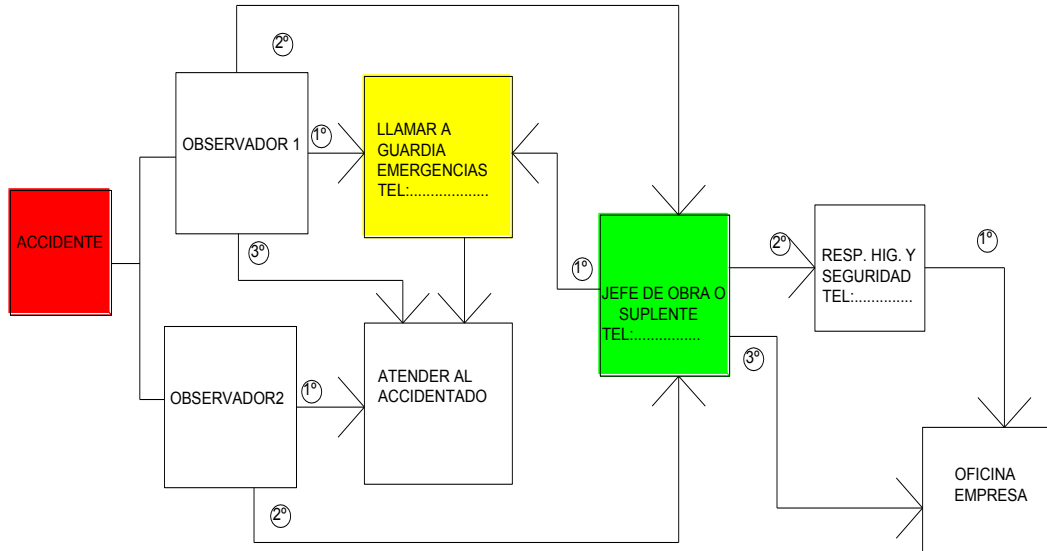 2º
OBSERVADOR 1
1º
LLAMAR A
GUARDIA
EMERGENCIAS
TEL:...................
ACCIDENTE
3º
1º
JEFE DE OBRA O
SUPLENTE
TEL:................
2º
RESP. HIG. Y
SEGURIDAD
TEL:..............
1º
3º
OBSERVADOR2
1º
ATENDER AL
ACCIDENTADO
2º
OFICINA
EMPRESA